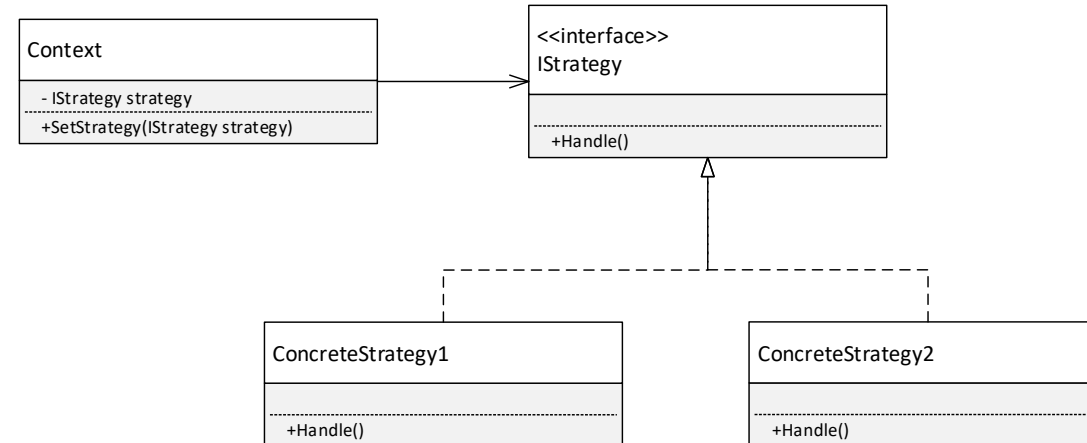 Context
- IStrategy strategy
+SetStrategy(IStrategy strategy)
<<interface>>
IStrategy
+Handle()
ConcreteStrategy1
+Handle()
ConcreteStrategy2
+Handle()